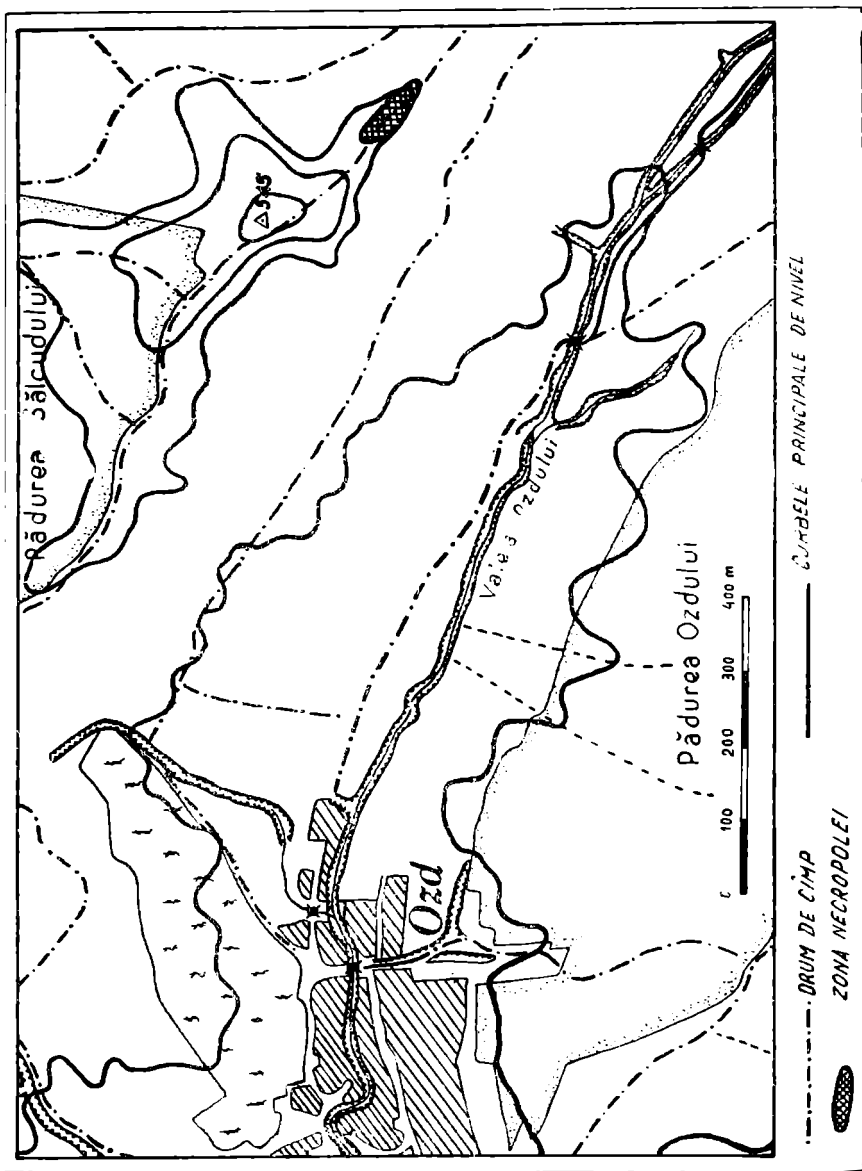 Pădurea Sălcudului
△ 545
Valea Ozdului
Ozd
Pădurea Ozdului
0 100 200 300 400 m
DRUM DE CÎMP
CURBELE PRINCIPALE DE NIVEL
ZONA NECROPOLEI